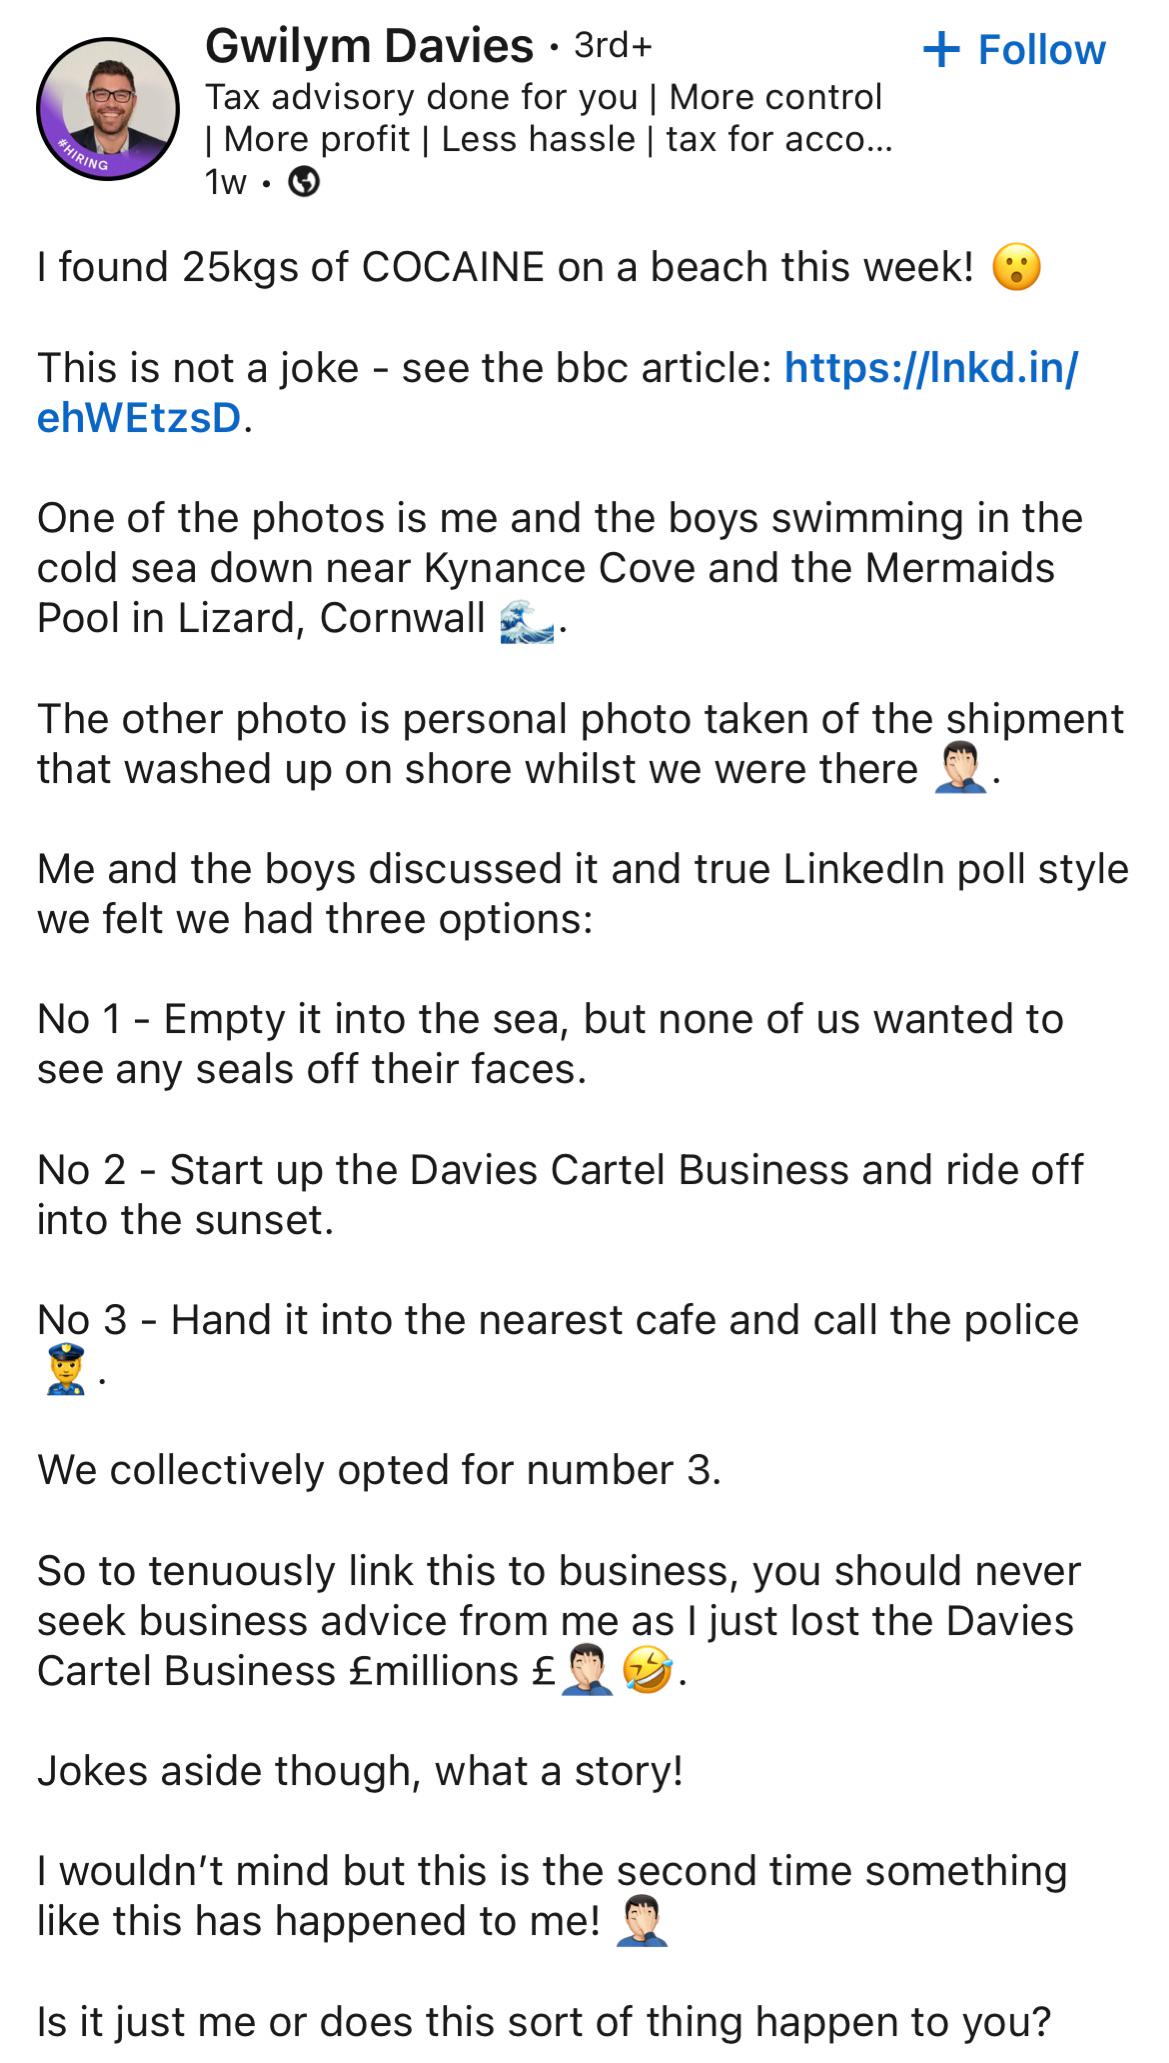 Gwilym Davies • 3rd+
+ Follow
Tax advisory done for you | More control
| More profit | Less hassle | tax for acco...
1w •
#HIRING
I found 25kgs of COCAINE on a beach this week! 😮
This is not a joke - see the bbc article: https://lnkd.in/
ehWEtzsD.
One of the photos is me and the boys swimming in the
cold sea down near Kynance Cove and the Mermaids
Pool in Lizard, Cornwall 🌊.
The other photo is personal photo taken of the shipment
that washed up on shore whilst we were there 🤦🏻‍♂️.
Me and the boys discussed it and true LinkedIn poll style
we felt we had three options:
No 1 - Empty it into the sea, but none of us wanted to
see any seals off their faces.
No 2 - Start up the Davies Cartel Business and ride off
into the sunset.
No 3 - Hand it into the nearest cafe and call the police
👮‍♂️.
We collectively opted for number 3.
So to tenuously link this to business, you should never
seek business advice from me as I just lost the Davies
Cartel Business £millions £🤦🏻‍♂️🤣.
Jokes aside though, what a story!
I wouldn’t mind but this is the second time something
like this has happened to me! 🤦🏻‍♂️
Is it just me or does this sort of thing happen to you?